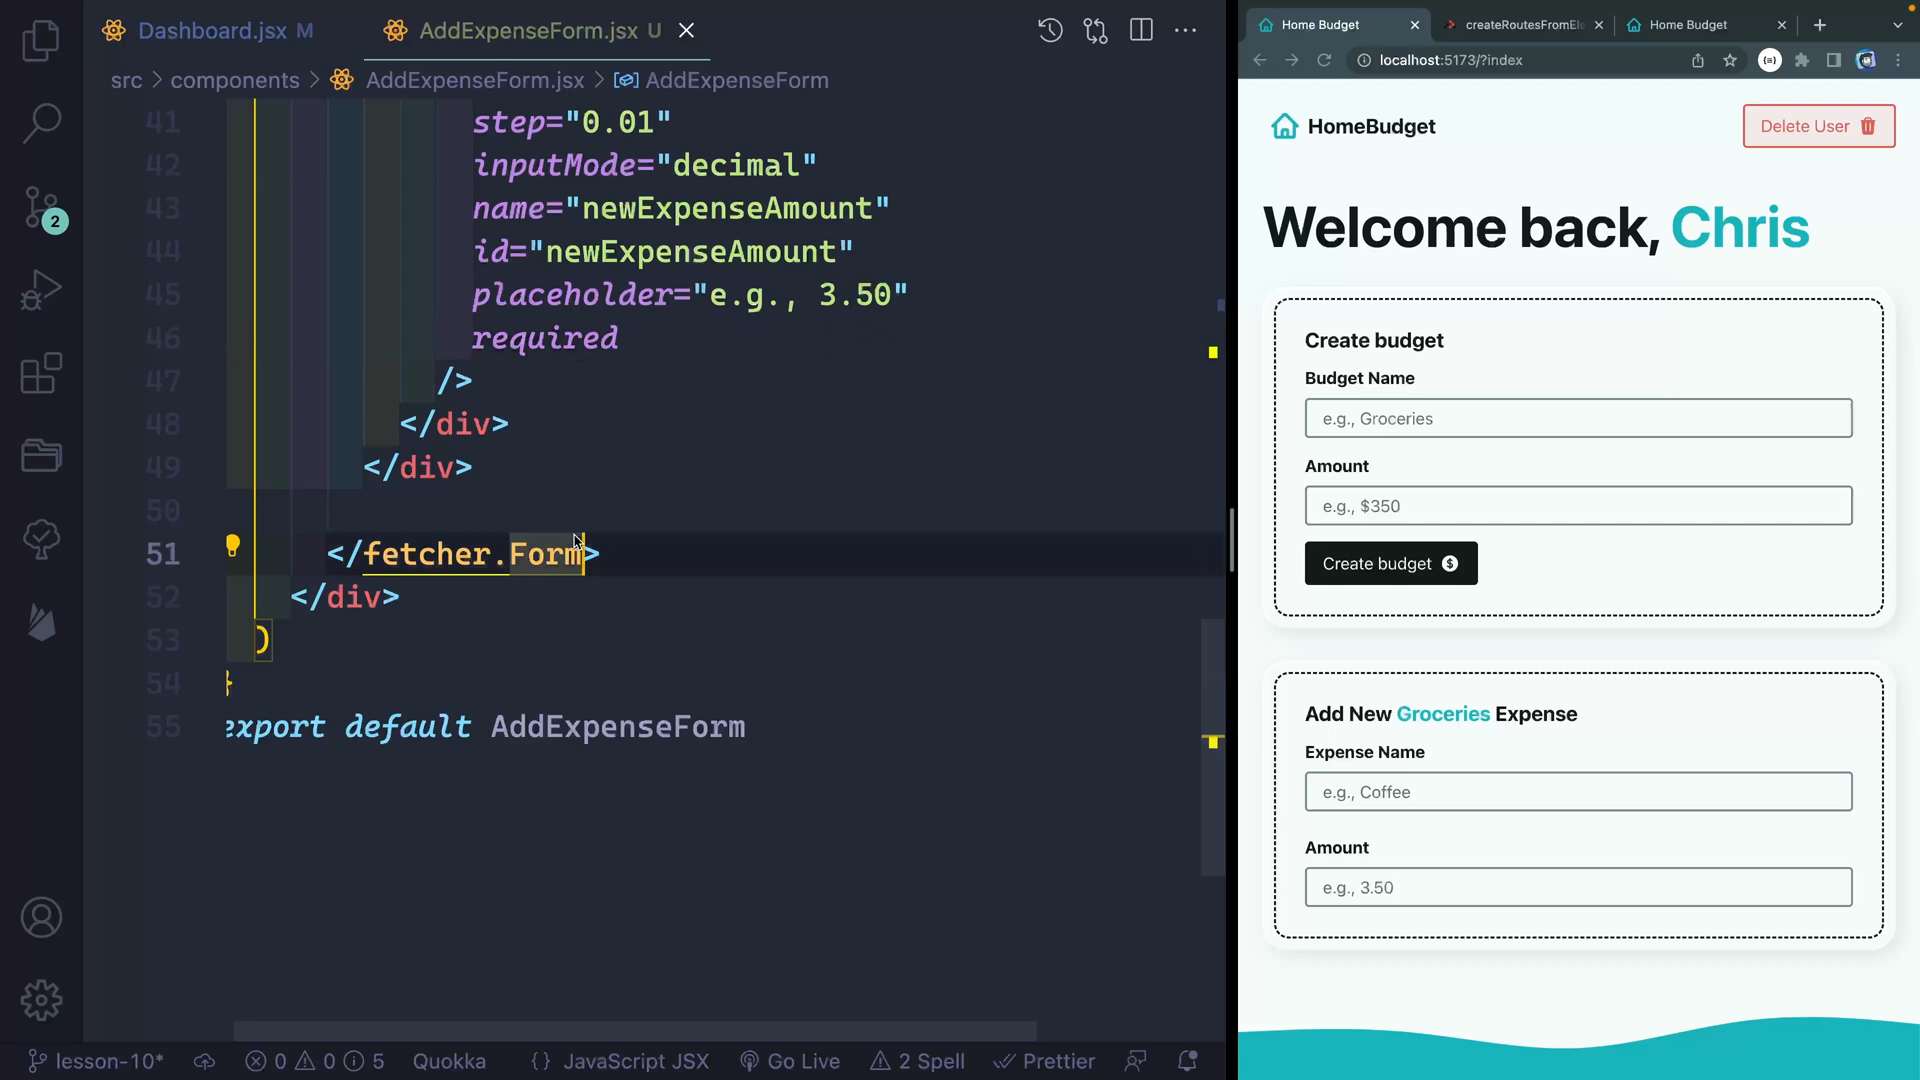 Dashboard.jsx M
AddExpenseForm.jsx U
src > components > AddExpenseForm.jsx > AddExpenseForm
41 step="0.01"
42 inputMode="decimal"
43 name="newExpenseAmount"
44 id="newExpenseAmount"
45 placeholder="e.g., 3.50"
46 required
47 />
48 </div>
49 </div>
50
51 </fetcher.Form>
52 </div>
53 )
54 }
55 export default AddExpenseForm
2
lesson-10* 0 0 5 Quokka {} JavaScript JSX Go Live 2 Spell Prettier
Home Budget
createRoutesFromEle
Home Budget
localhost:5173/?index
HomeBudget
Delete User
Welcome back, Chris
Create budget
Budget Name
e.g., Groceries
Amount
e.g., $350
Create budget
Add New Groceries Expense
Expense Name
e.g., Coffee
Amount
e.g., 3.50